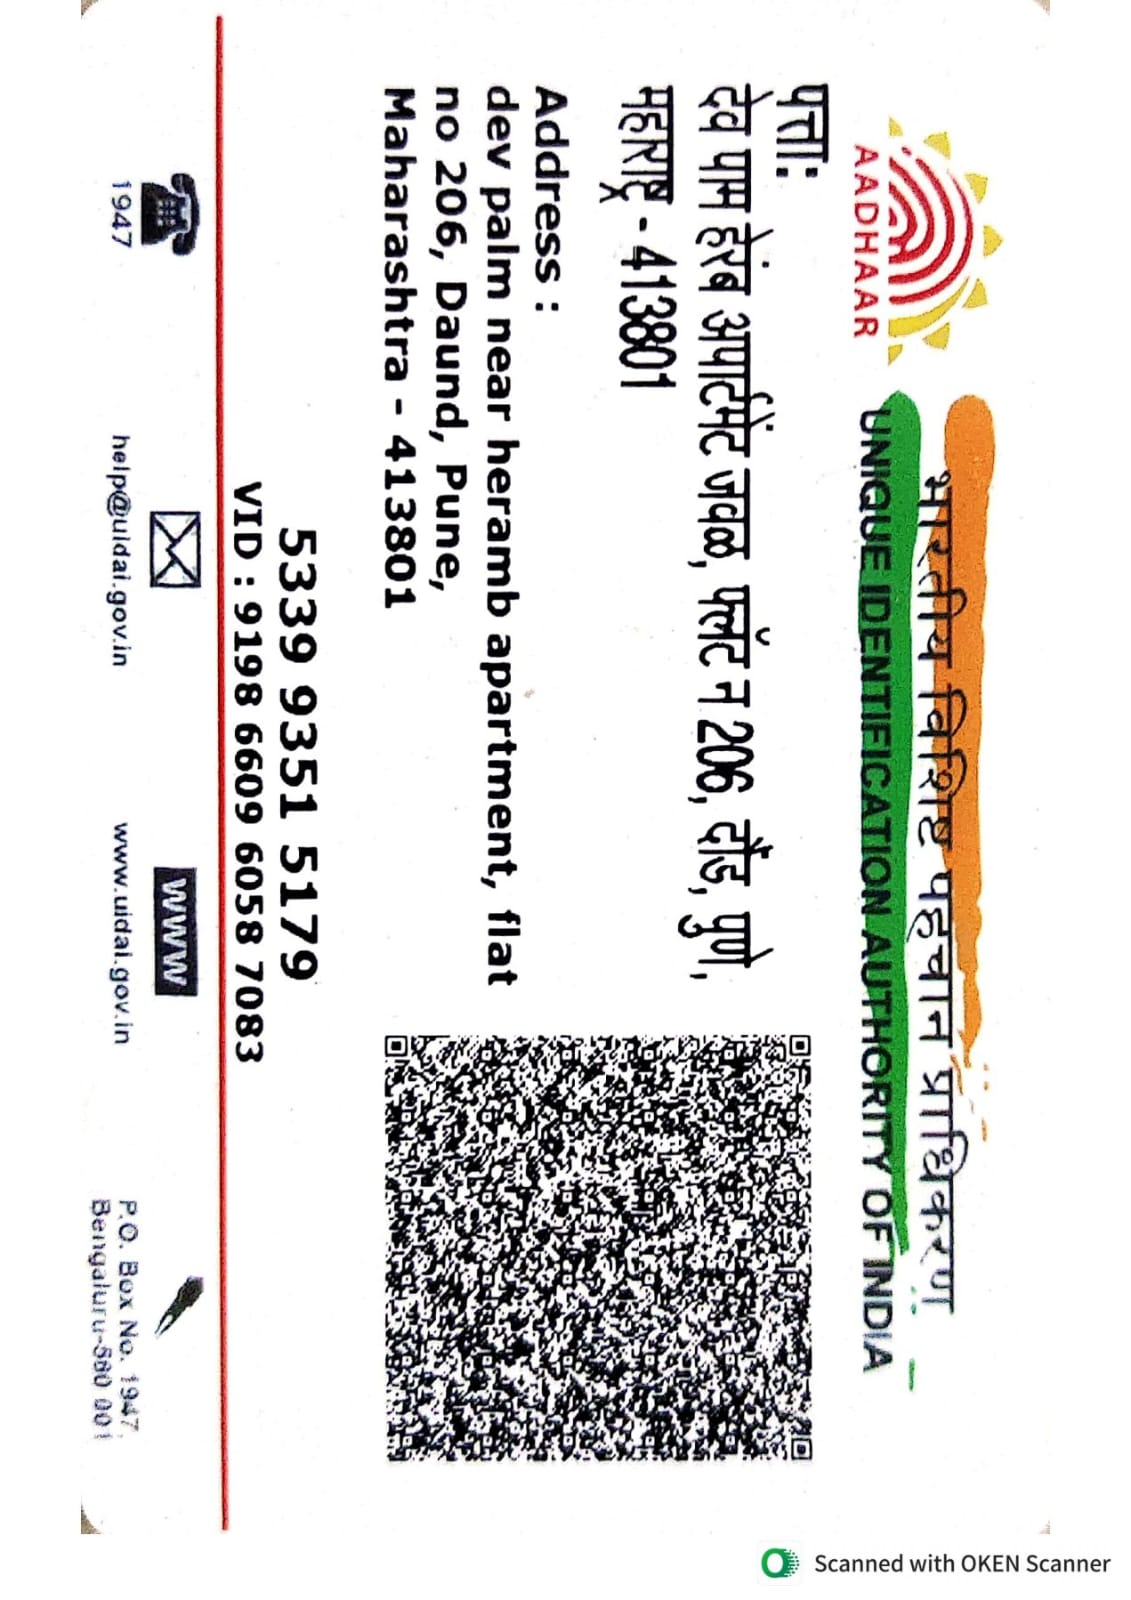 भारतीय विशिष्ट पहचान प्राधिकरण
AADHAAR
UNIQUE IDENTIFICATION AUTHORITY OF INDIA
पत्ता:
देव पाम हेरंब अपार्टमेंट जवळ, फ्लॅट न 206, दौंड, पुणे,
महाराष्ट्र - 413801
Address :
dev palm near heramb apartment, flat
no 206, Daund, Pune,
Maharashtra - 413801
5339 9351 5179
VID : 9198 6609 6058 7083
WWW
1947
help@uidai.gov.in
www.uidai.gov.in
P.O. Box No. 1947,
Bengaluru-560 001
Scanned with OKEN Scanner